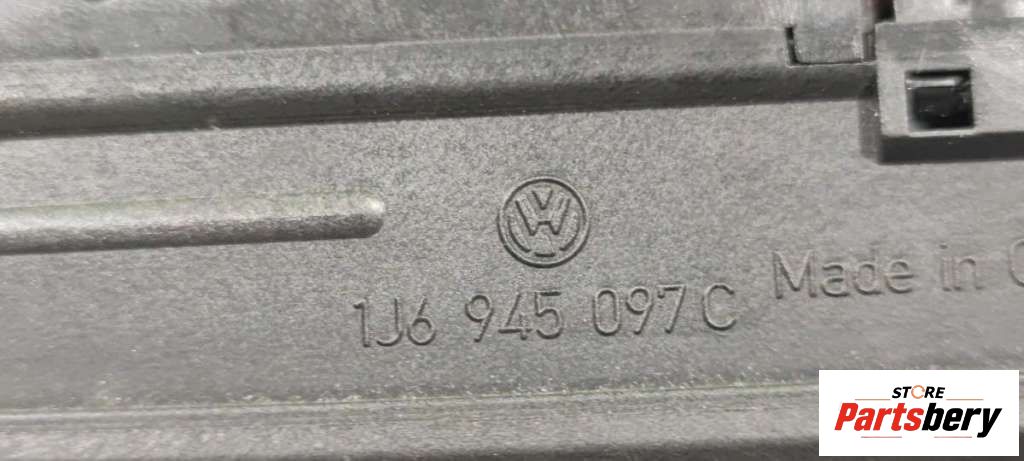 1J6 945 097 C
Made in
STORE
Partsbery